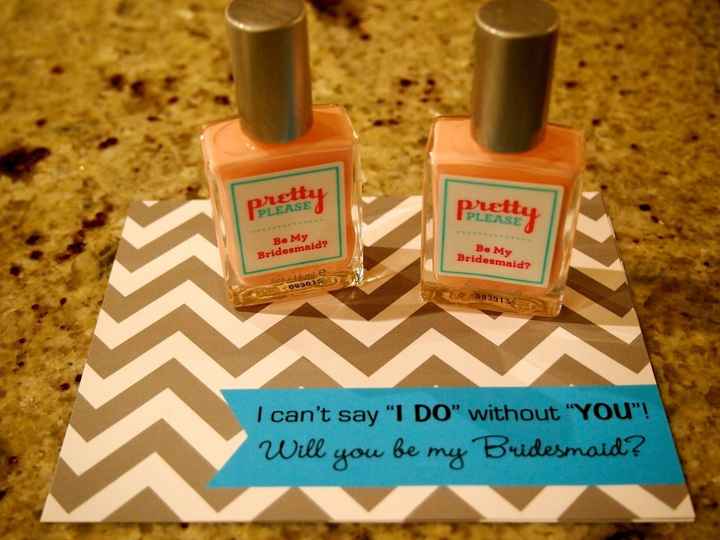 pretty
PLEASE
Be My
Bridesmaid?
pretty
PLEASE
Be My
Bridesmaid?
I can't say "I DO" without "YOU"!
Will you be my Bridesmaid?